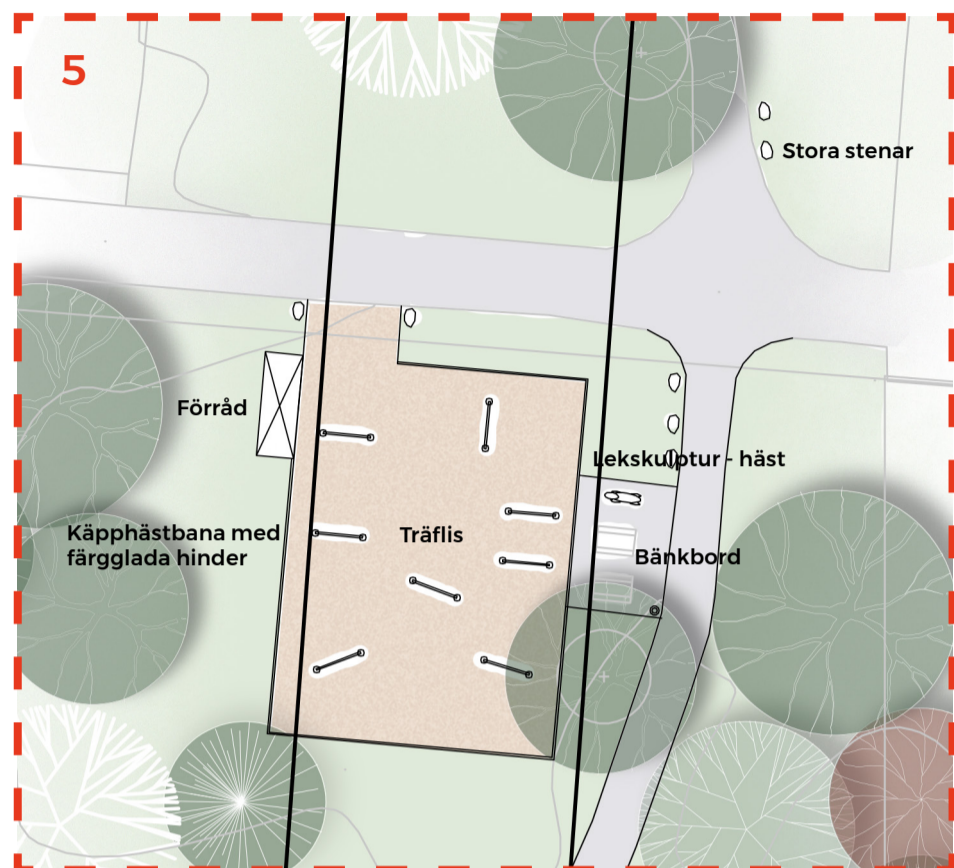 5
Stora stenar
Förråd
Lekskulptur - häst
Käpphästbana med
färgglada hinder
Träflis
Bänkbord